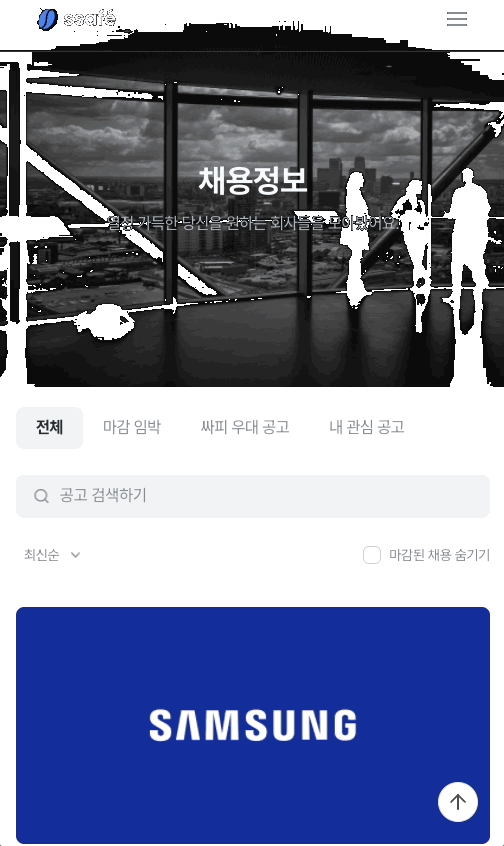 ssafé
채용정보
열정 가득한 당신을 원하는 회사들을 모아봤어요
전체
마감 임박
싸피 우대 공고
내 관심 공고
공고 검색하기
최신순
마감된 채용 숨기기
SAMSUNG